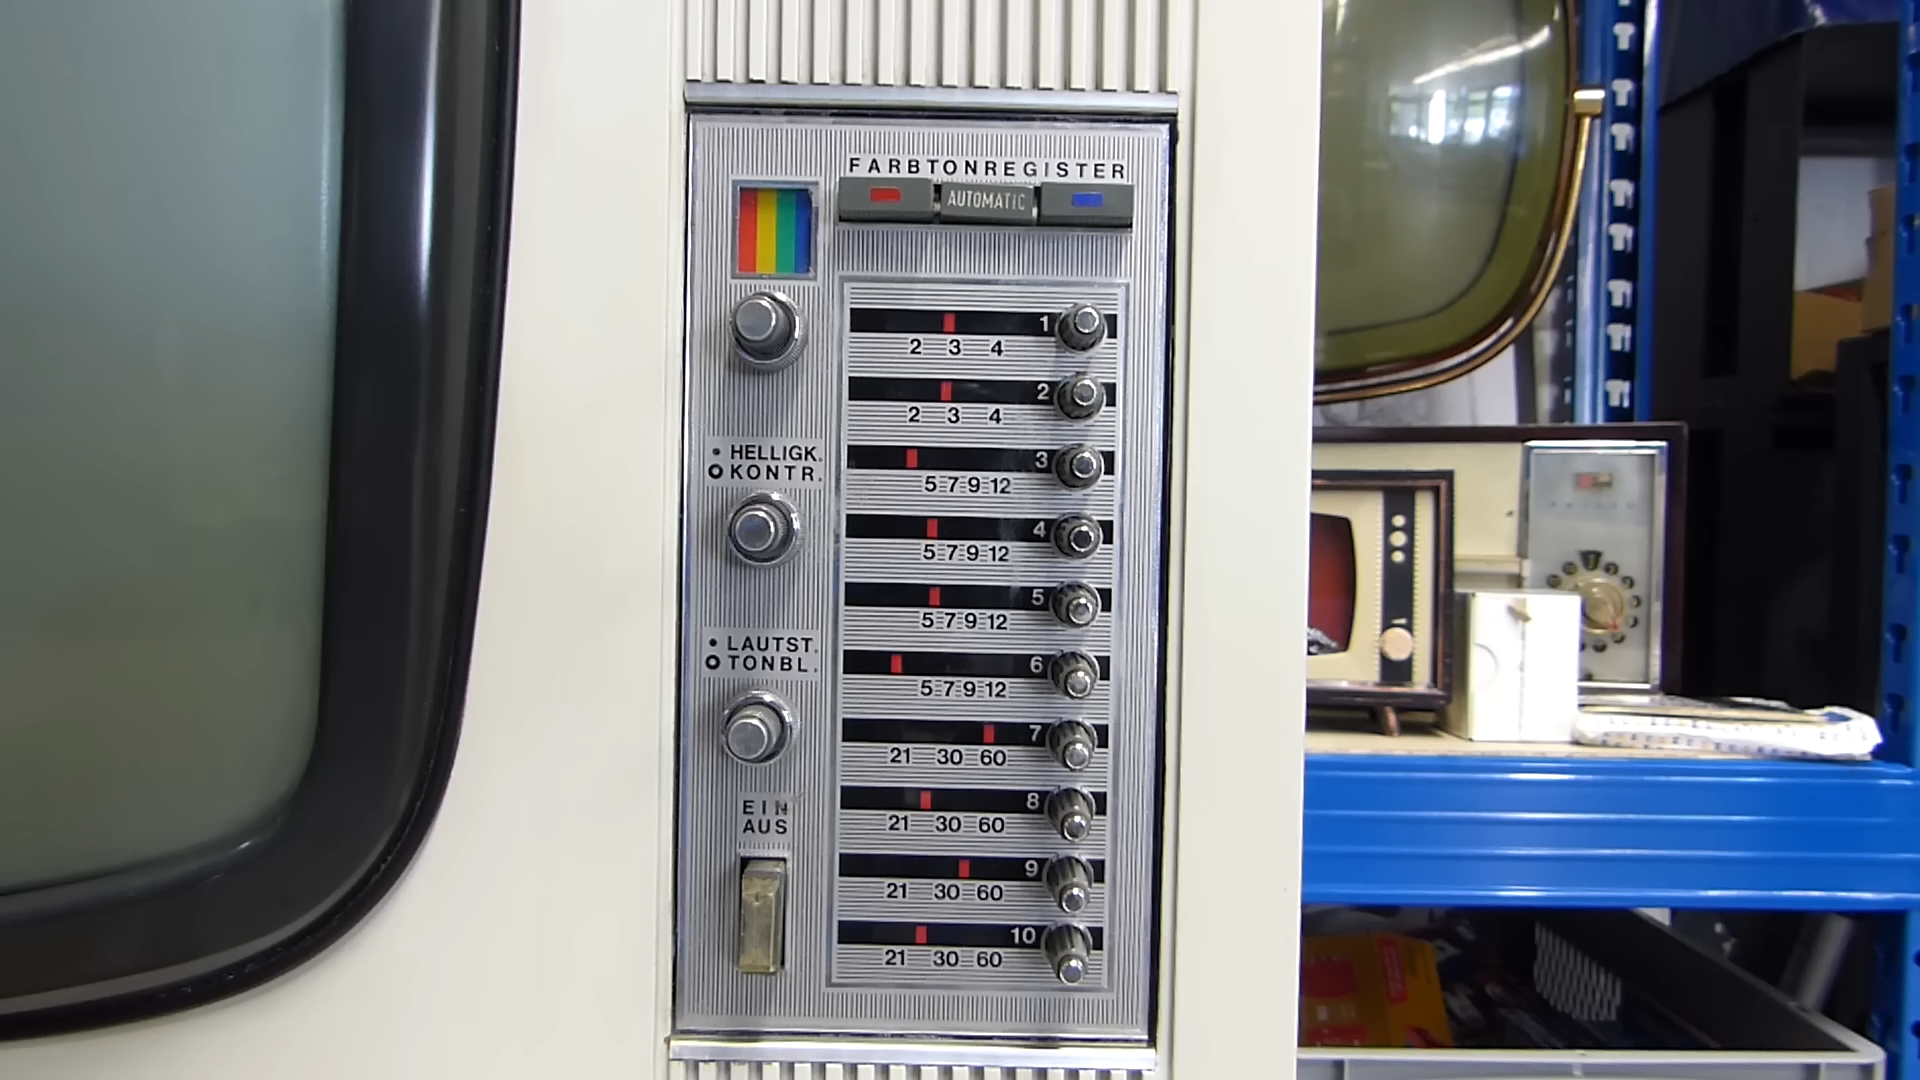 FARBTONREGISTER
AUTOMATIC
1
2 3 4
2
2 3 4
HELLIGK.
KONTR.
3
5 7 9 12
4
5 7 9 12
5
5 7 9 12
LAUTST.
TONBL.
6
5 7 9 12
7
21 30 60
EIN
AUS
8
21 30 60
9
21 30 60
10
21 30 60